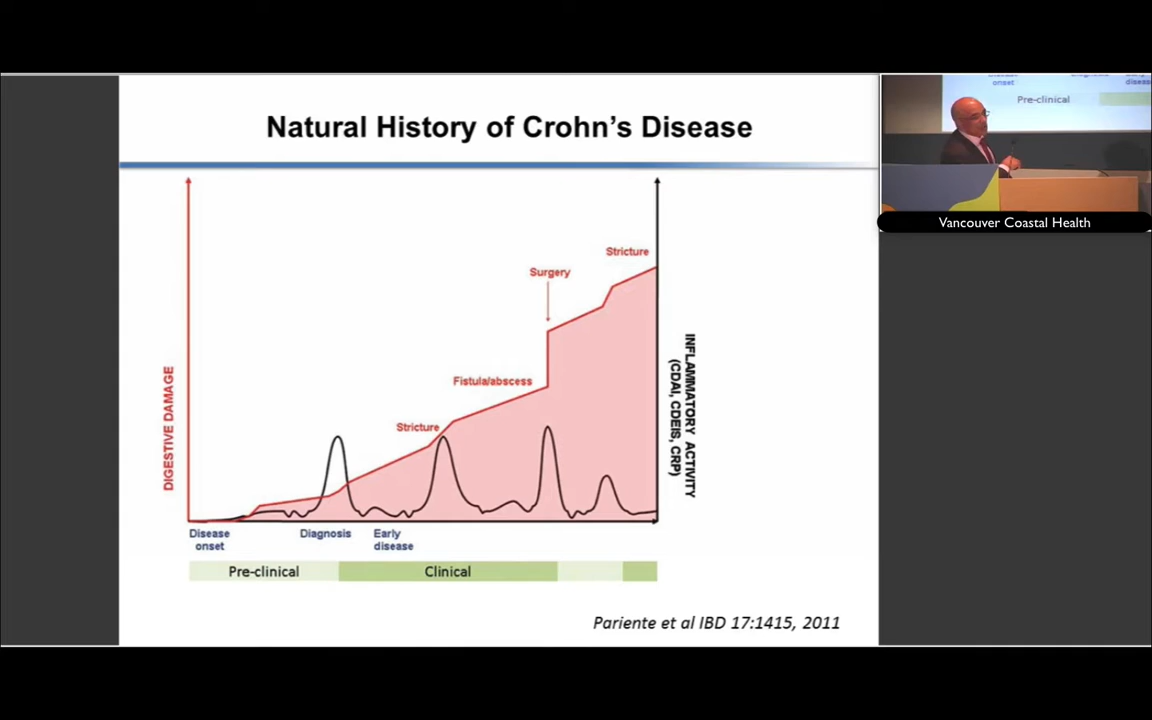 Natural History of Crohn's Disease
Stricture
Surgery
Fistula/abscess
Stricture
DIGESTIVE DAMAGE
INFLAMMATORY ACTIVITY
(CDAI, CDEIS, CRP)
Disease
onset
Diagnosis
Early
disease
Pre-clinical
Clinical
Pariente et al IBD 17:1415, 2011
onset
disease
Pre-clinical
Vancouver Coastal Health